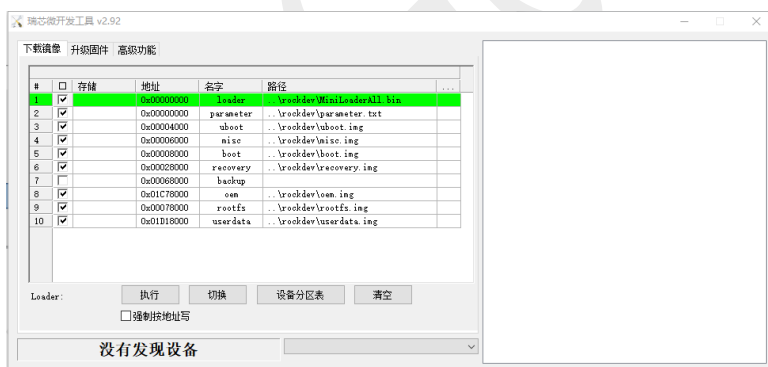 瑞芯微开发工具 v2.92
下载镜像 升级固件 高级功能
# 存储 地址 名字 路径 ...
1 0x00000000 loader ..\rockdev\MiniLoaderAll.bin
2 0x00000000 parameter ..\rockdev\parameter.txt
3 0x00004000 uboot ..\rockdev\uboot.img
4 0x00006000 misc ..\rockdev\misc.img
5 0x00008000 boot ..\rockdev\boot.img
6 0x00028000 recovery ..\rockdev\recovery.img
7 0x00068000 backup
8 0x01C78000 oem ..\rockdev\oem.img
9 0x00078000 rootfs ..\rockdev\rootfs.img
10 0x01D18000 userdata ..\rockdev\userdata.img
Loader: 执行 切换 设备分区表 清空
强制按地址写
没有发现设备